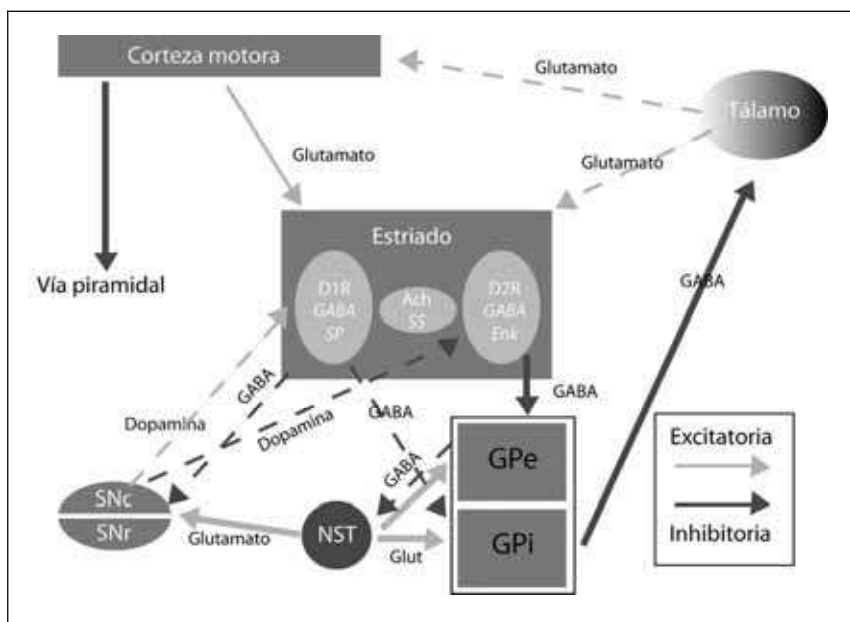 Corteza motora
Glutamato
Tálamo
Glutamato
Glutamato
Estriado
Vía piramidal
D1R
GABA
SP
Ach
SS
D2R
GABA
Enk
GABA
GABA
Dopamina
Dopamina
GABA
GABA
GABA
GPe
Excitatoria
SNc
SNr
Glutamato
NST
Glut
GPi
Inhibitoria